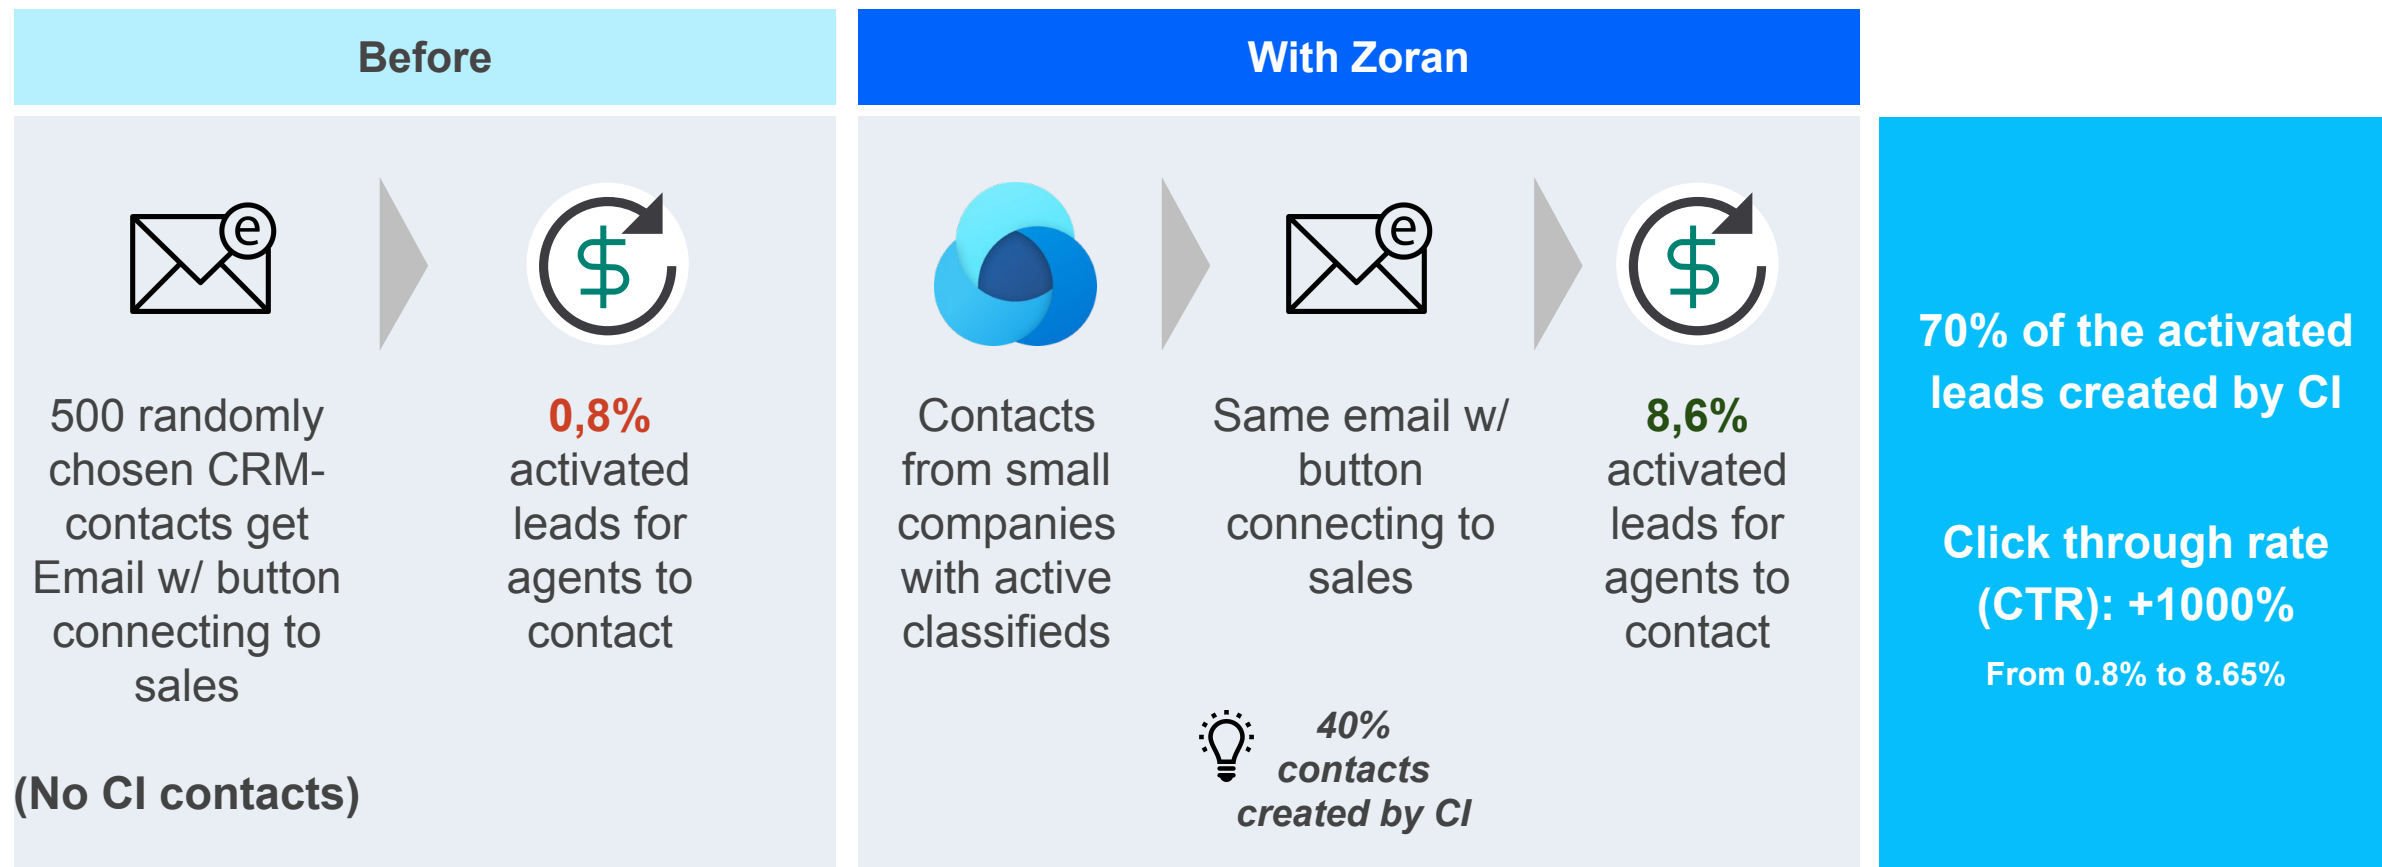 Before
With Zoran
500 randomly
chosen CRM-
contacts get
Email w/ button
connecting to
sales
(No CI contacts)
e
$
0,8%
activated
leads for
agents to
contact
Contacts
from small
companies
with active
classifieds
e
Same email w/
button
connecting to
sales
40%
contacts
created by CI
$
8,6%
activated
leads for
agents to
contact
70% of the activated
leads created by CI
Click through rate
(CTR): +1000%
From 0.8% to 8.65%